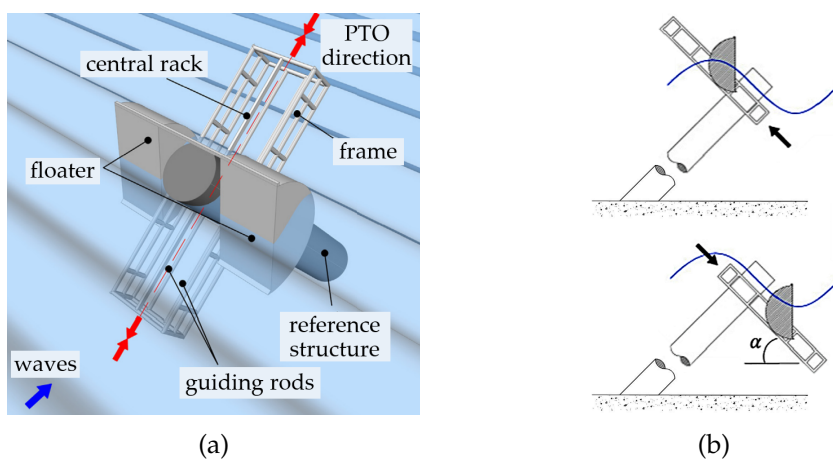 PTO
direction
central rack
frame
floater
reference
structure
waves
guiding rods
α
(a)
(b)